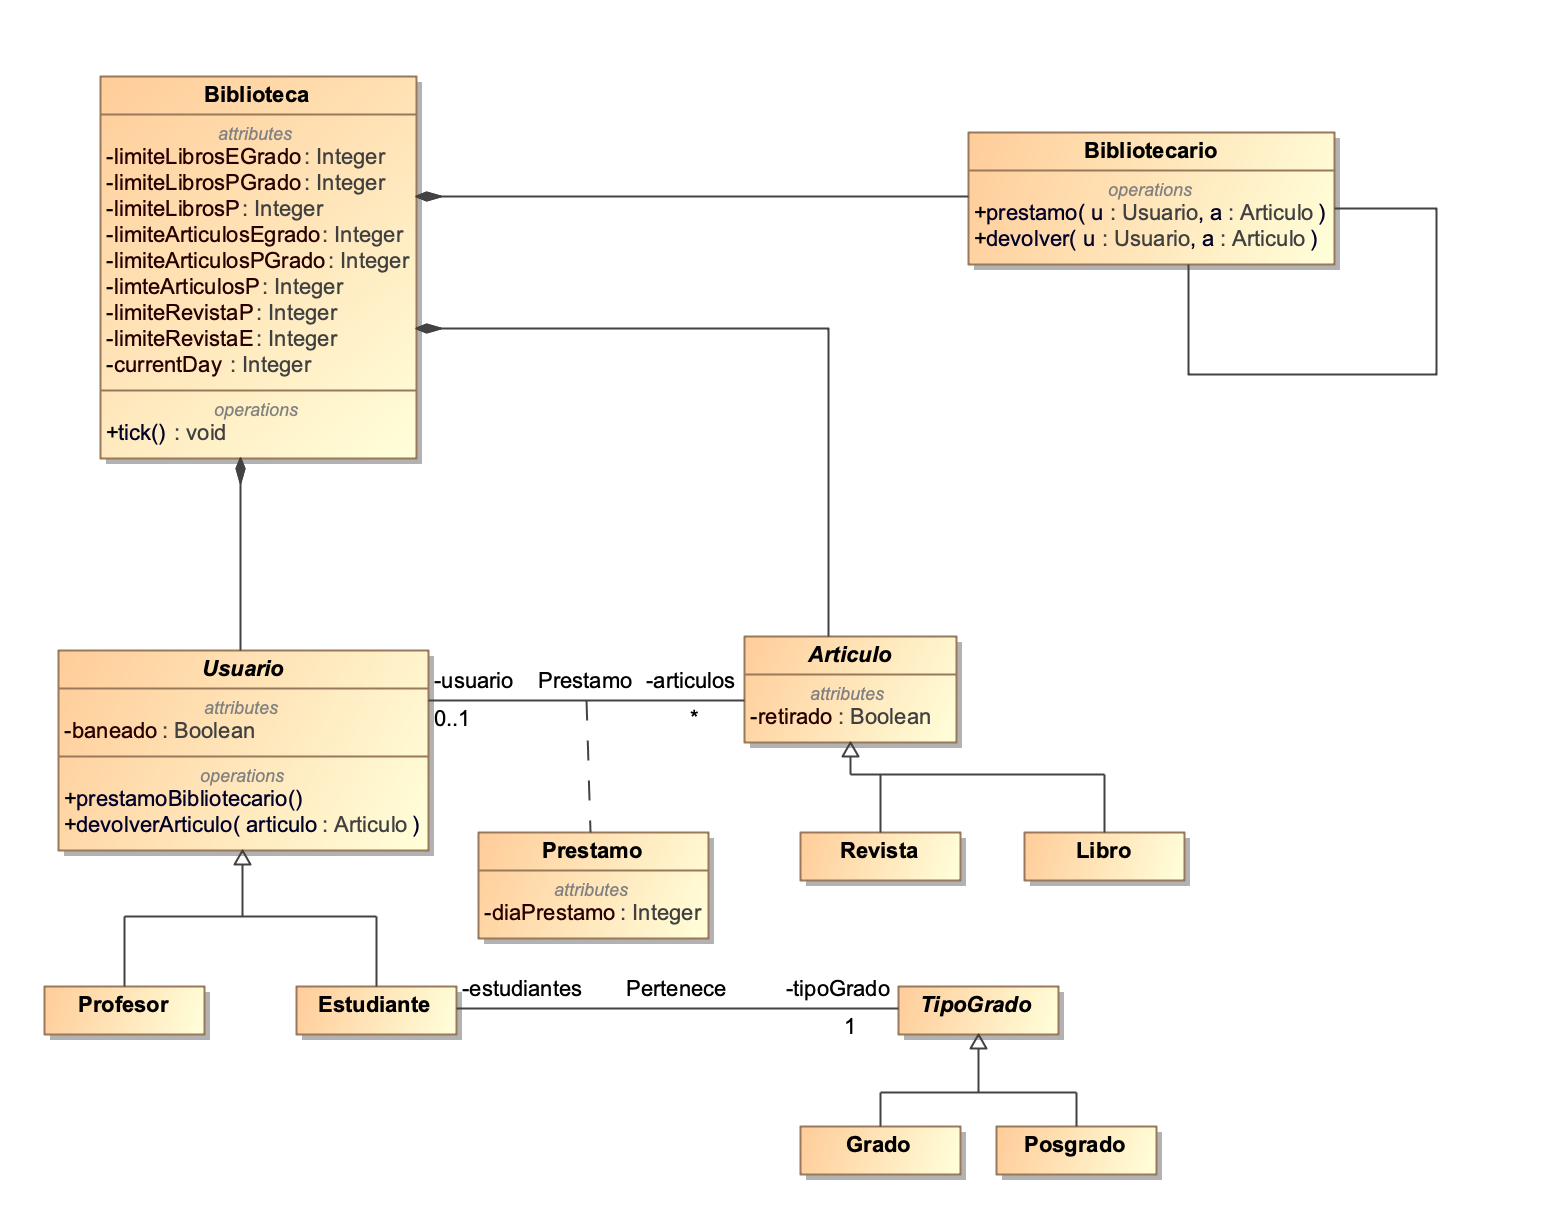 Biblioteca
attributes
-limiteLibrosEGrado : Integer
-limiteLibrosPGrado : Integer
-limiteLibrosP : Integer
-limiteArticulosEgrado : Integer
-limiteArticulosPGrado : Integer
-limteArticulosP : Integer
-limiteRevistaP : Integer
-limiteRevistaE : Integer
-currentDay : Integer
operations
+tick() : void
Bibliotecario
operations
+prestamo( u : Usuario, a : Articulo )
+devolver( u : Usuario, a : Articulo )
Usuario
attributes
-baneado : Boolean
operations
+prestamoBibliotecario()
+devolverArticulo( articulo : Articulo )
-usuario
Prestamo
-articulos
0..1
*
Articulo
attributes
-retirado : Boolean
Prestamo
attributes
-diaPrestamo : Integer
Revista
Libro
Profesor
Estudiante
-estudiantes
Pertenece
-tipoGrado
1
TipoGrado
Grado
Posgrado